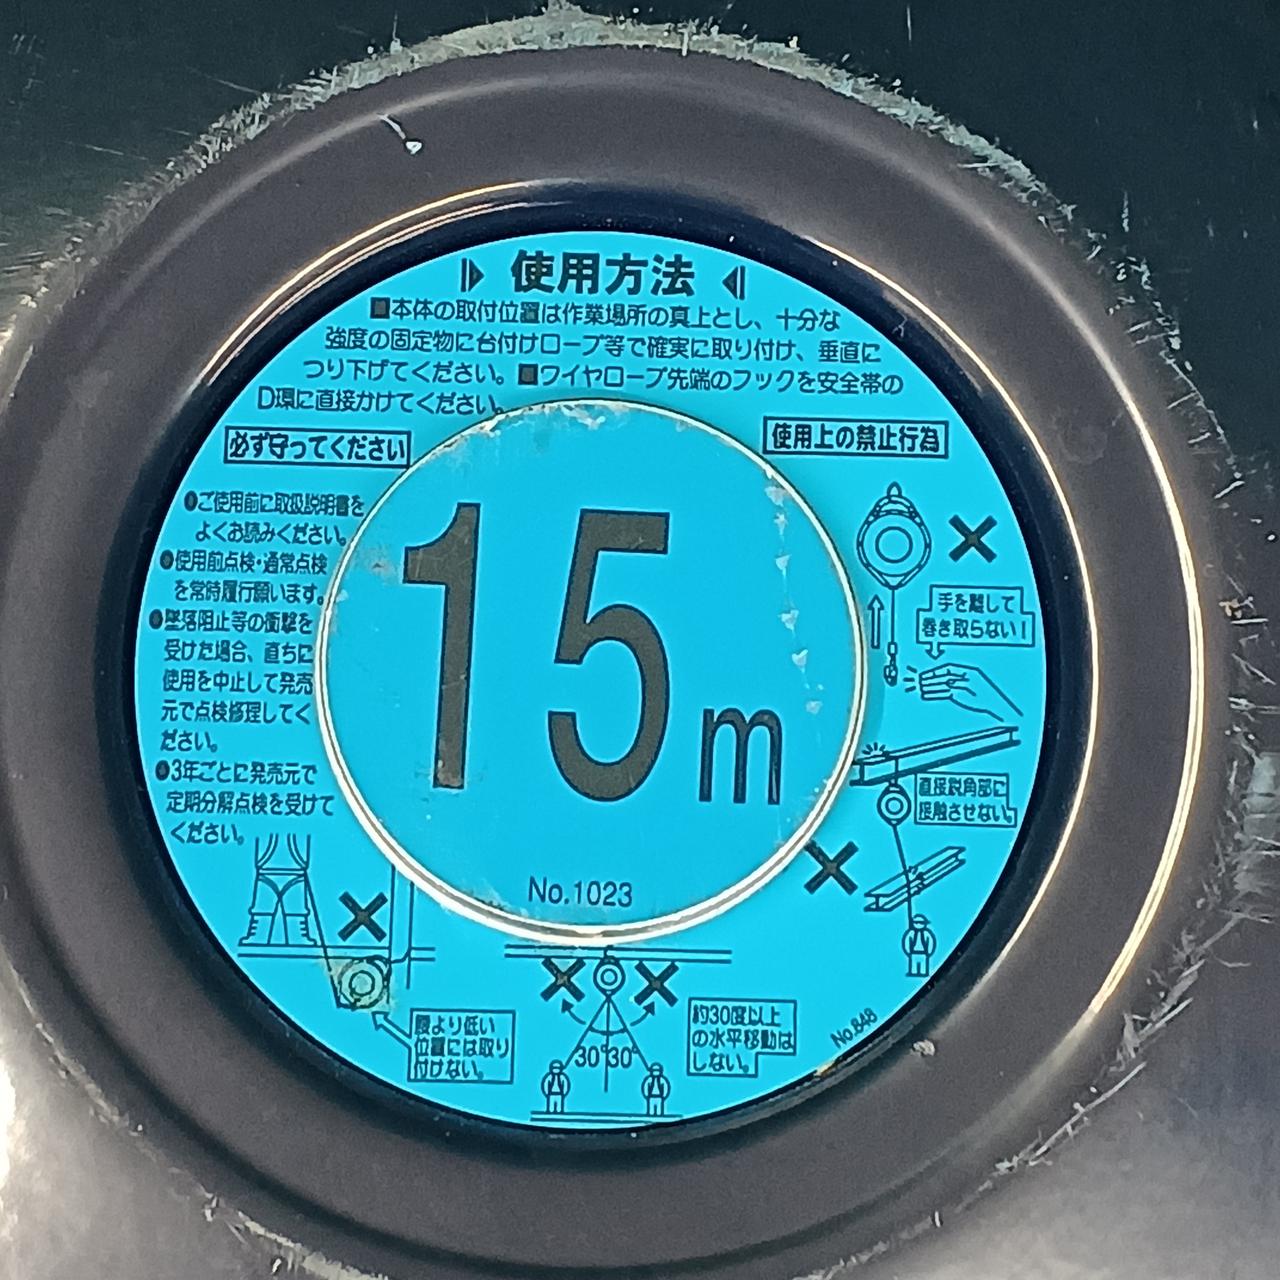 使用方法
■本体の取付位置は作業場所の真上とし、十分な
強度の固定物に台付けロープ等で確実に取り付け、垂直に
つり下げてください。■ワイヤロープ先端のフックを安全帯の
D環に直接かけてください。
必ず守ってください
●ご使用前に取扱説明書を
よくお読みください。
●使用前点検・通常点検
を常時履行願います。
●墜落阻止等の衝撃を
受けた場合、直ちに
使用を中止して発売
元で点検修理してく
ださい。
●3年ごとに発売元で
定期分解点検を受けて
ください。
15m
No.1023
使用上の禁止行為
手を離して
巻き取らない!
直接鋭角部に
接触させない。
腰より低い
位置には取り
付けない。
30°30°
約30度以上
の水平移動は
しない。
No.848